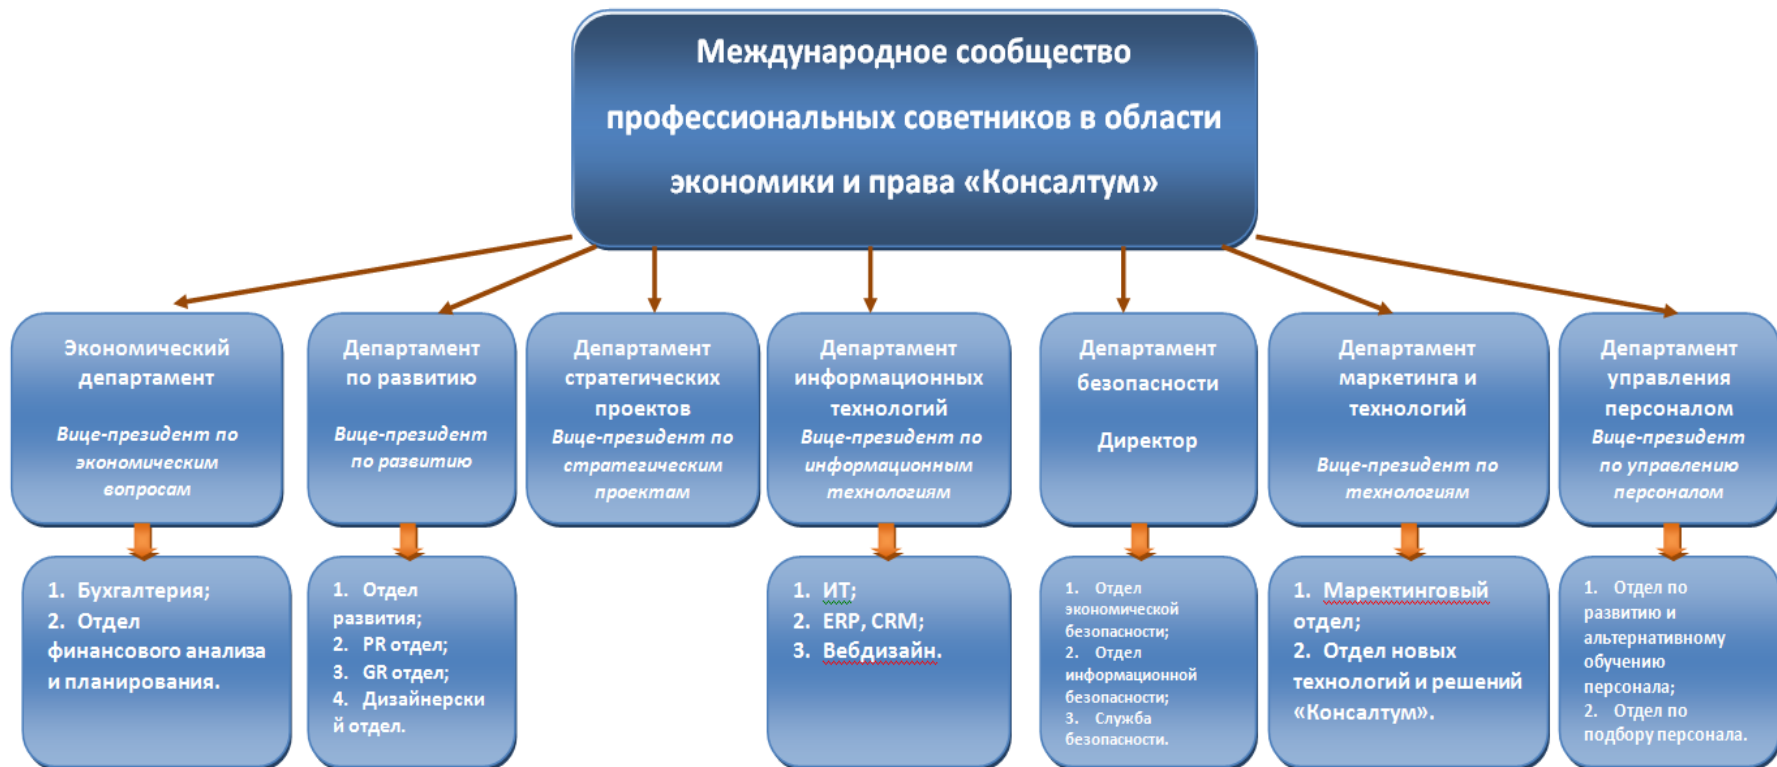 Международное сообщество
профессиональных советников в области
экономики и права «Консалтум»
Экономический
департамент
Вице-президент по
экономическим
вопросам
Департамент
по развитию
Вице-президент
по развитию
Департамент
стратегических
проектов
Вице-президент по
стратегическим
проектам
Департамент
информационных
технологий
Вице-президент по
информационным
технологиям
Департамент
безопасности
Директор
Департамент
маркетинга и
технологий
Вице-президент по
технологиям
Департамент
управления
персоналом
Вице-президент
по управлению
персоналом
1. Бухгалтерия;
2. Отдел
финансового анализа
и планирования.
1. Отдел
развития;
2. PR отдел;
3. GR отдел;
4. Дизайнерски
й отдел.
1. ИТ;
2. ERP, CRM;
3. Вебдизайн.
1. Отдел
экономической
безопасности;
2. Отдел
информационной
безопасности;
3. Служба
безопасности.
1. Маректинговый
отдел;
2. Отдел новых
технологий и решений
«Консалтум».
1. Отдел по
развитию и
альтернативному
обучению
персонала;
2. Отдел по
подбору персонала.